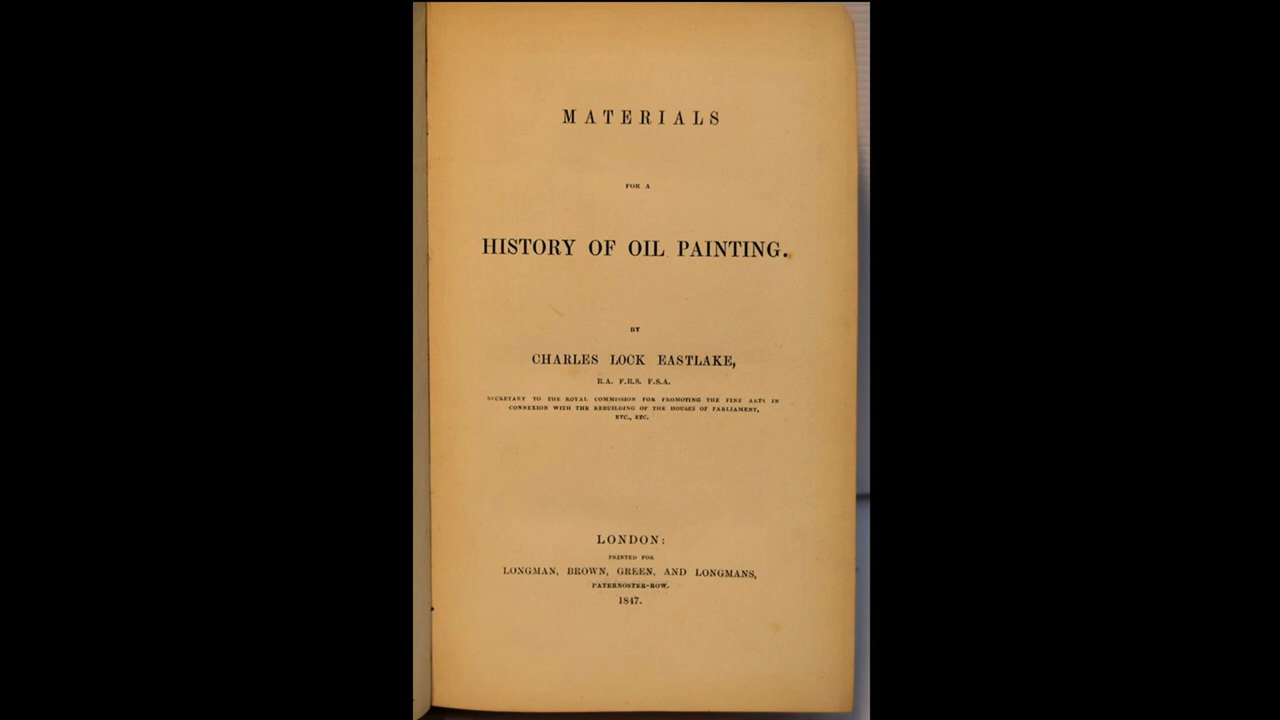 MATERIALS
FOR A
HISTORY OF OIL PAINTING.
BY
CHARLES LOCK EASTLAKE,
R.A. F.R.S. F.S.A.
SECRETARY TO THE ROYAL COMMISSION FOR PROMOTING THE FINE ARTS IN
CONNEXION WITH THE REBUILDING OF THE HOUSES OF PARLIAMENT,
ETC., ETC.
LONDON:
PRINTED FOR
LONGMAN, BROWN, GREEN, AND LONGMANS,
PATERNOSTER-ROW.
1847.